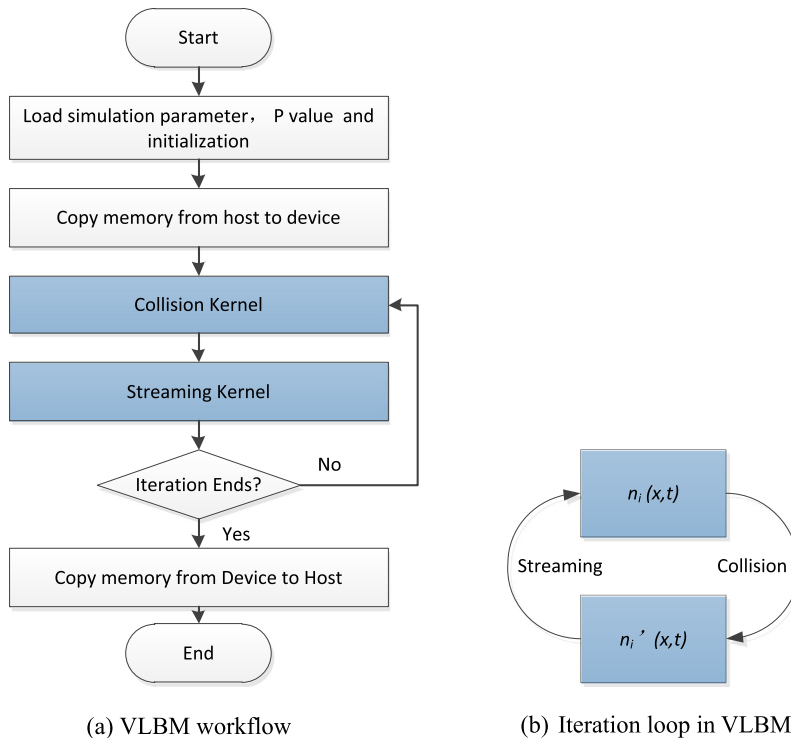 Start
Load simulation parameter， P value and
initialization
Copy memory from host to device
Collision Kernel
Streaming Kernel
Iteration Ends?
No
Yes
Copy memory from Device to Host
End
(a) VLBM workflow
nᵢ (x,t)
Streaming
Collision
nᵢ ’ (x,t)
(b) Iteration loop in VLBM